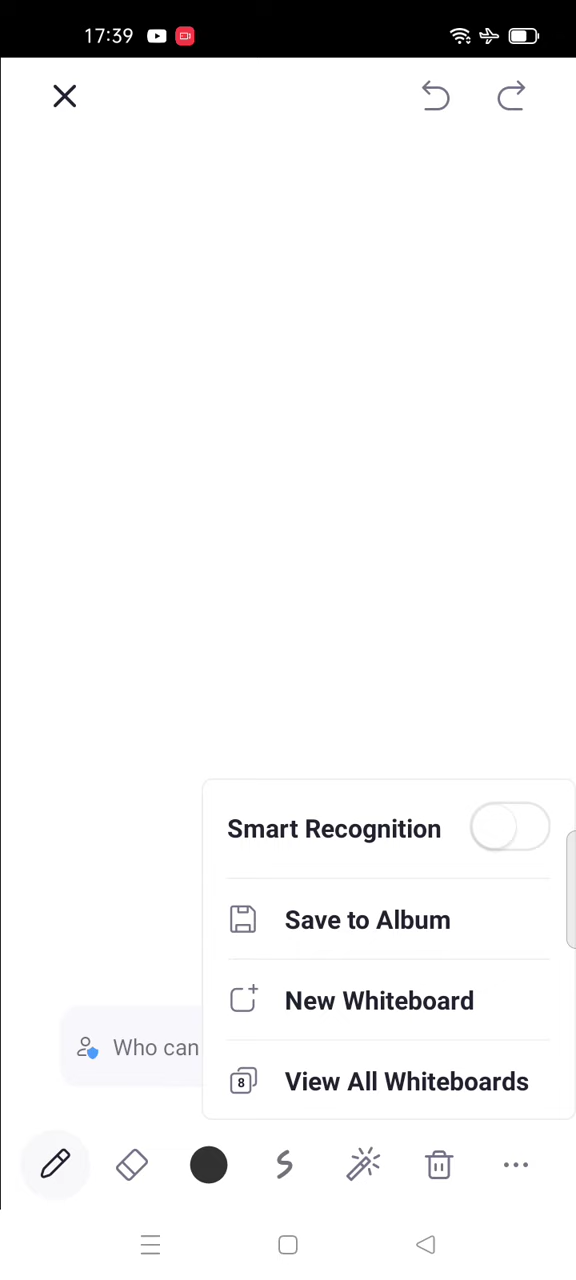 17:39
Smart Recognition
Save to Album
New Whiteboard
Who can
8
View All Whiteboards